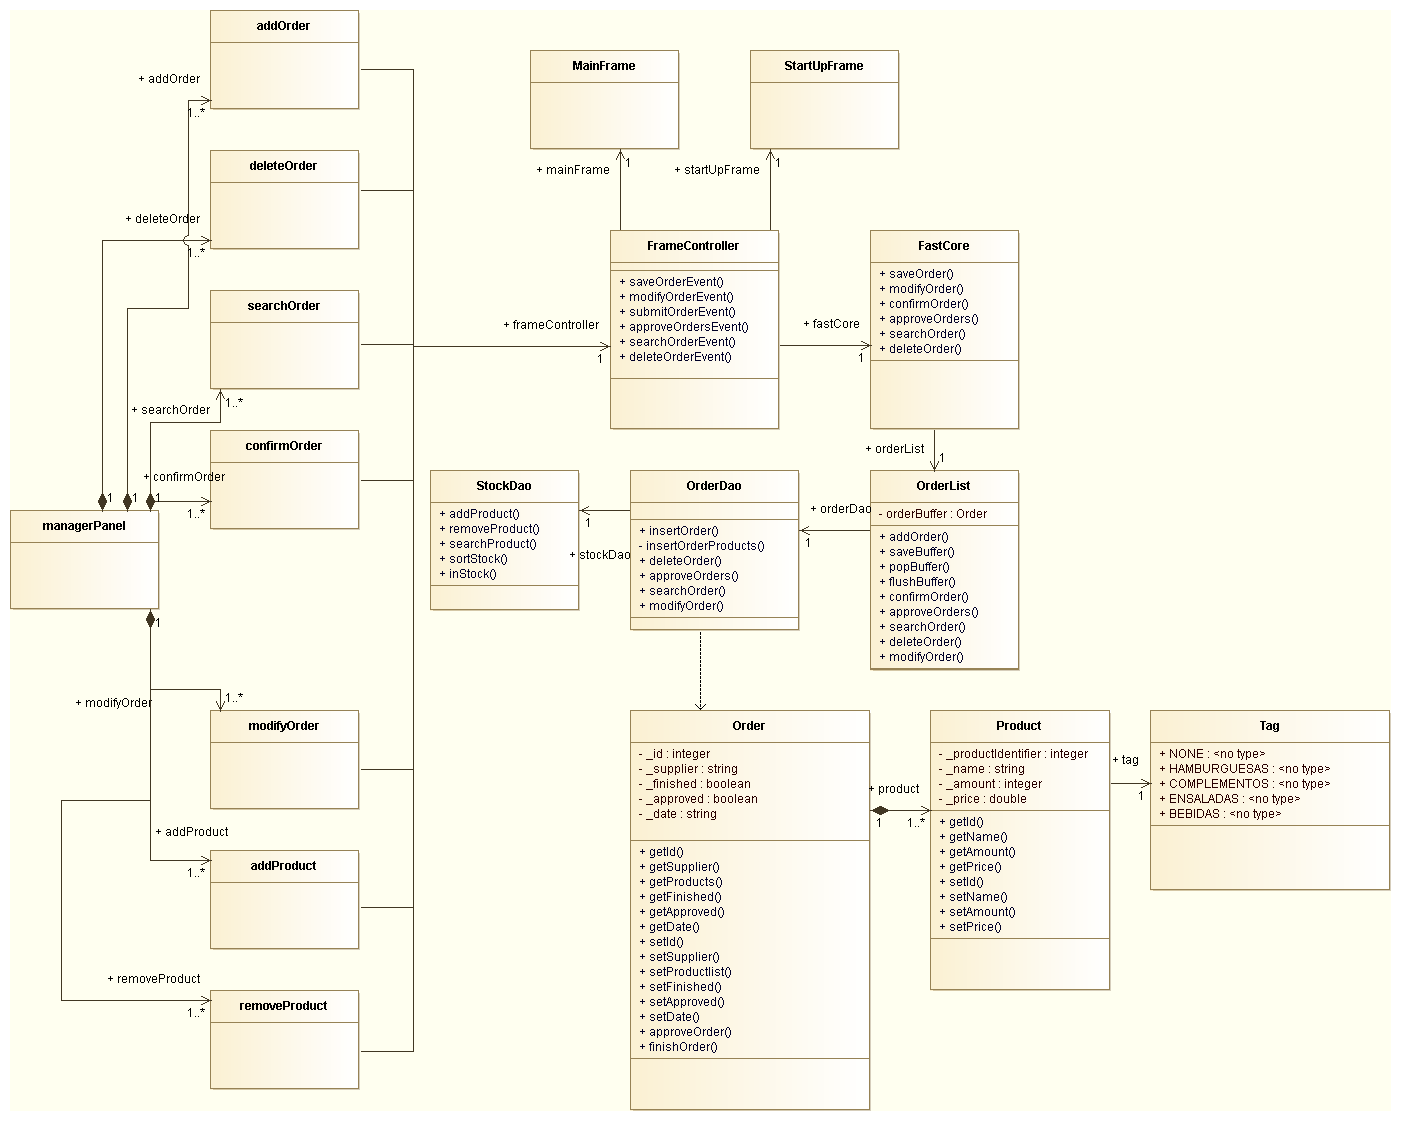 addOrder
+ addOrder
1..*
deleteOrder
+ deleteOrder
1..*
searchOrder
+ searchOrder
1..*
confirmOrder
+ confirmOrder
1..*
1
1
1
managerPanel
1
+ modifyOrder
1..*
modifyOrder
+ addProduct
1..*
addProduct
+ removeProduct
1..*
removeProduct
MainFrame
StartUpFrame
+ mainFrame
1
+ startUpFrame
1
+ frameController
1
FrameController
+ saveOrderEvent()
+ modifyOrderEvent()
+ submitOrderEvent()
+ approveOrdersEvent()
+ searchOrderEvent()
+ deleteOrderEvent()
+ fastCore
1
FastCore
+ saveOrder()
+ modifyOrder()
+ confirmOrder()
+ approveOrders()
+ searchOrder()
+ deleteOrder()
+ orderList
1
StockDao
+ addProduct()
+ removeProduct()
+ searchProduct()
+ sortStock()
+ inStock()
1
+ stockDao
OrderDao
+ insertOrder()
- insertOrderProducts()
+ deleteOrder()
+ approveOrders()
+ searchOrder()
+ modifyOrder()
+ orderDao
1
OrderList
- orderBuffer : Order
+ addOrder()
+ saveBuffer()
+ popBuffer()
+ flushBuffer()
+ confirmOrder()
+ approveOrders()
+ searchOrder()
+ deleteOrder()
+ modifyOrder()
Order
- _id : integer
- _supplier : string
- _finished : boolean
- _approved : boolean
- _date : string
+ getId()
+ getSupplier()
+ getProducts()
+ getFinished()
+ getApproved()
+ getDate()
+ setId()
+ setSupplier()
+ setProductlist()
+ setFinished()
+ setApproved()
+ setDate()
+ approveOrder()
+ finishOrder()
+ product
1
1..*
Product
- _productIdentifier : integer
- _name : string
- _amount : integer
- _price : double
+ getId()
+ getName()
+ getAmount()
+ getPrice()
+ setId()
+ setName()
+ setAmount()
+ setPrice()
+ tag
1
Tag
+ NONE : <no type>
+ HAMBURGUESAS : <no type>
+ COMPLEMENTOS : <no type>
+ ENSALADAS : <no type>
+ BEBIDAS : <no type>